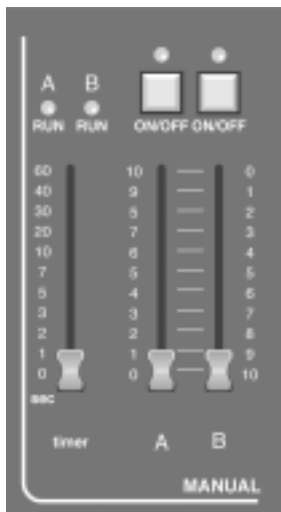 A B
RUN RUN ON/OFF ON/OFF
60 10 0
40 9 1
30 5 2
20 7 3
10 6 4
7 5 5
5 4 6
3 3 7
2 2 8
1 1 9
0 0 10
sec
timer A B
MANUAL